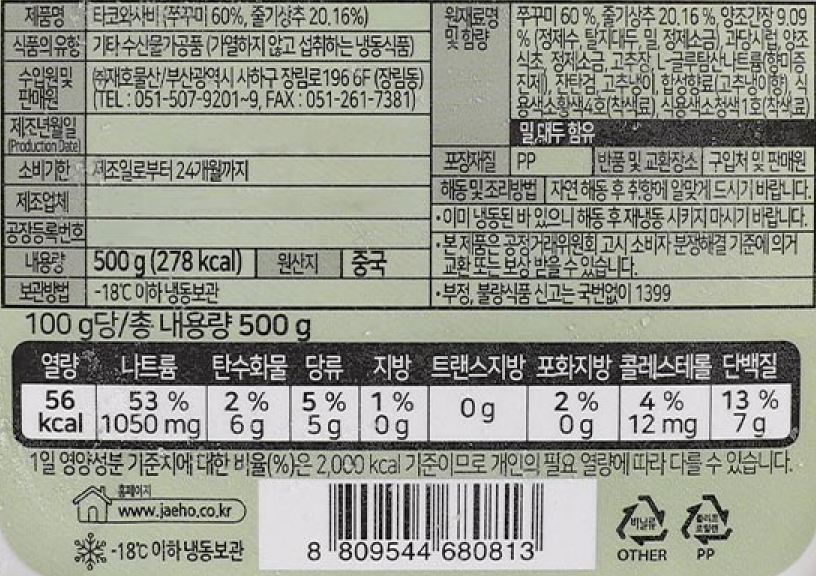 제품명 타코와사비 (쭈꾸미 60%, 줄기상추 20.16%)
식품의 유형 기타 수산물가공품 (가열하지 않고 섭취하는 냉동식품)
수입원 및 판매원 ㈜재호물산/부산광역시 사하구 장림로196 6F (장림동)
(TEL : 051-507-9201~9, FAX : 051-261-7381)
제조년월일
(Production Date)
소비기한 제조일로부터 24개월까지
제조업체
공장등록번호
내용량 500 g (278 kcal) 원산지 중국
보관방법 -18℃ 이하 냉동보관
원재료명 및 함량
쭈꾸미 60 %, 줄기상추 20.16 %, 양조간장 9.09
% (정제수, 탈지대두, 밀, 정제소금), 과당시럽, 양조
식초, 정제소금, 고추장, L-글루탐산나트륨(향미증
진제), 잔탄검, 고추냉이, 합성향료(고추냉이향), 식
용색소황색4호(착색료), 식용색소청색1호(착색료)
밀, 대두 함유
포장재질 PP 반품 및 교환장소 구입처 및 판매원
해동 및 조리방법 자연 해동 후 취향에 알맞게 드시기 바랍니다.
•이미 냉동된 바 있으니 해동 후 재냉동 시키지 마시기 바랍니다.
•본 제품은 공정거래위원회 고시 소비자 분쟁해결 기준에 의거
교환 또는 보상 받을 수 있습니다.
•부정, 불량식품 신고는 국번없이 1399
100 g당/총 내용량 500 g
열량 나트륨 탄수화물 당류 지방 트랜스지방 포화지방 콜레스테롤 단백질
56 kcal 53 % 1050 mg 2 % 6 g 5 % 5 g 1 % 0 g 0 g 2 % 0 g 4 % 12 mg 13 % 7 g
1일 영양성분 기준치에 대한 비율(%)은 2,000 kcal 기준이므로 개인의 필요 열량에 따라 다를 수 있습니다.
홈페이지
www.jaeho.co.kr
-18℃ 이하 냉동보관
8 809544 680813
비닐류
OTHER
폴리프로필렌
PP